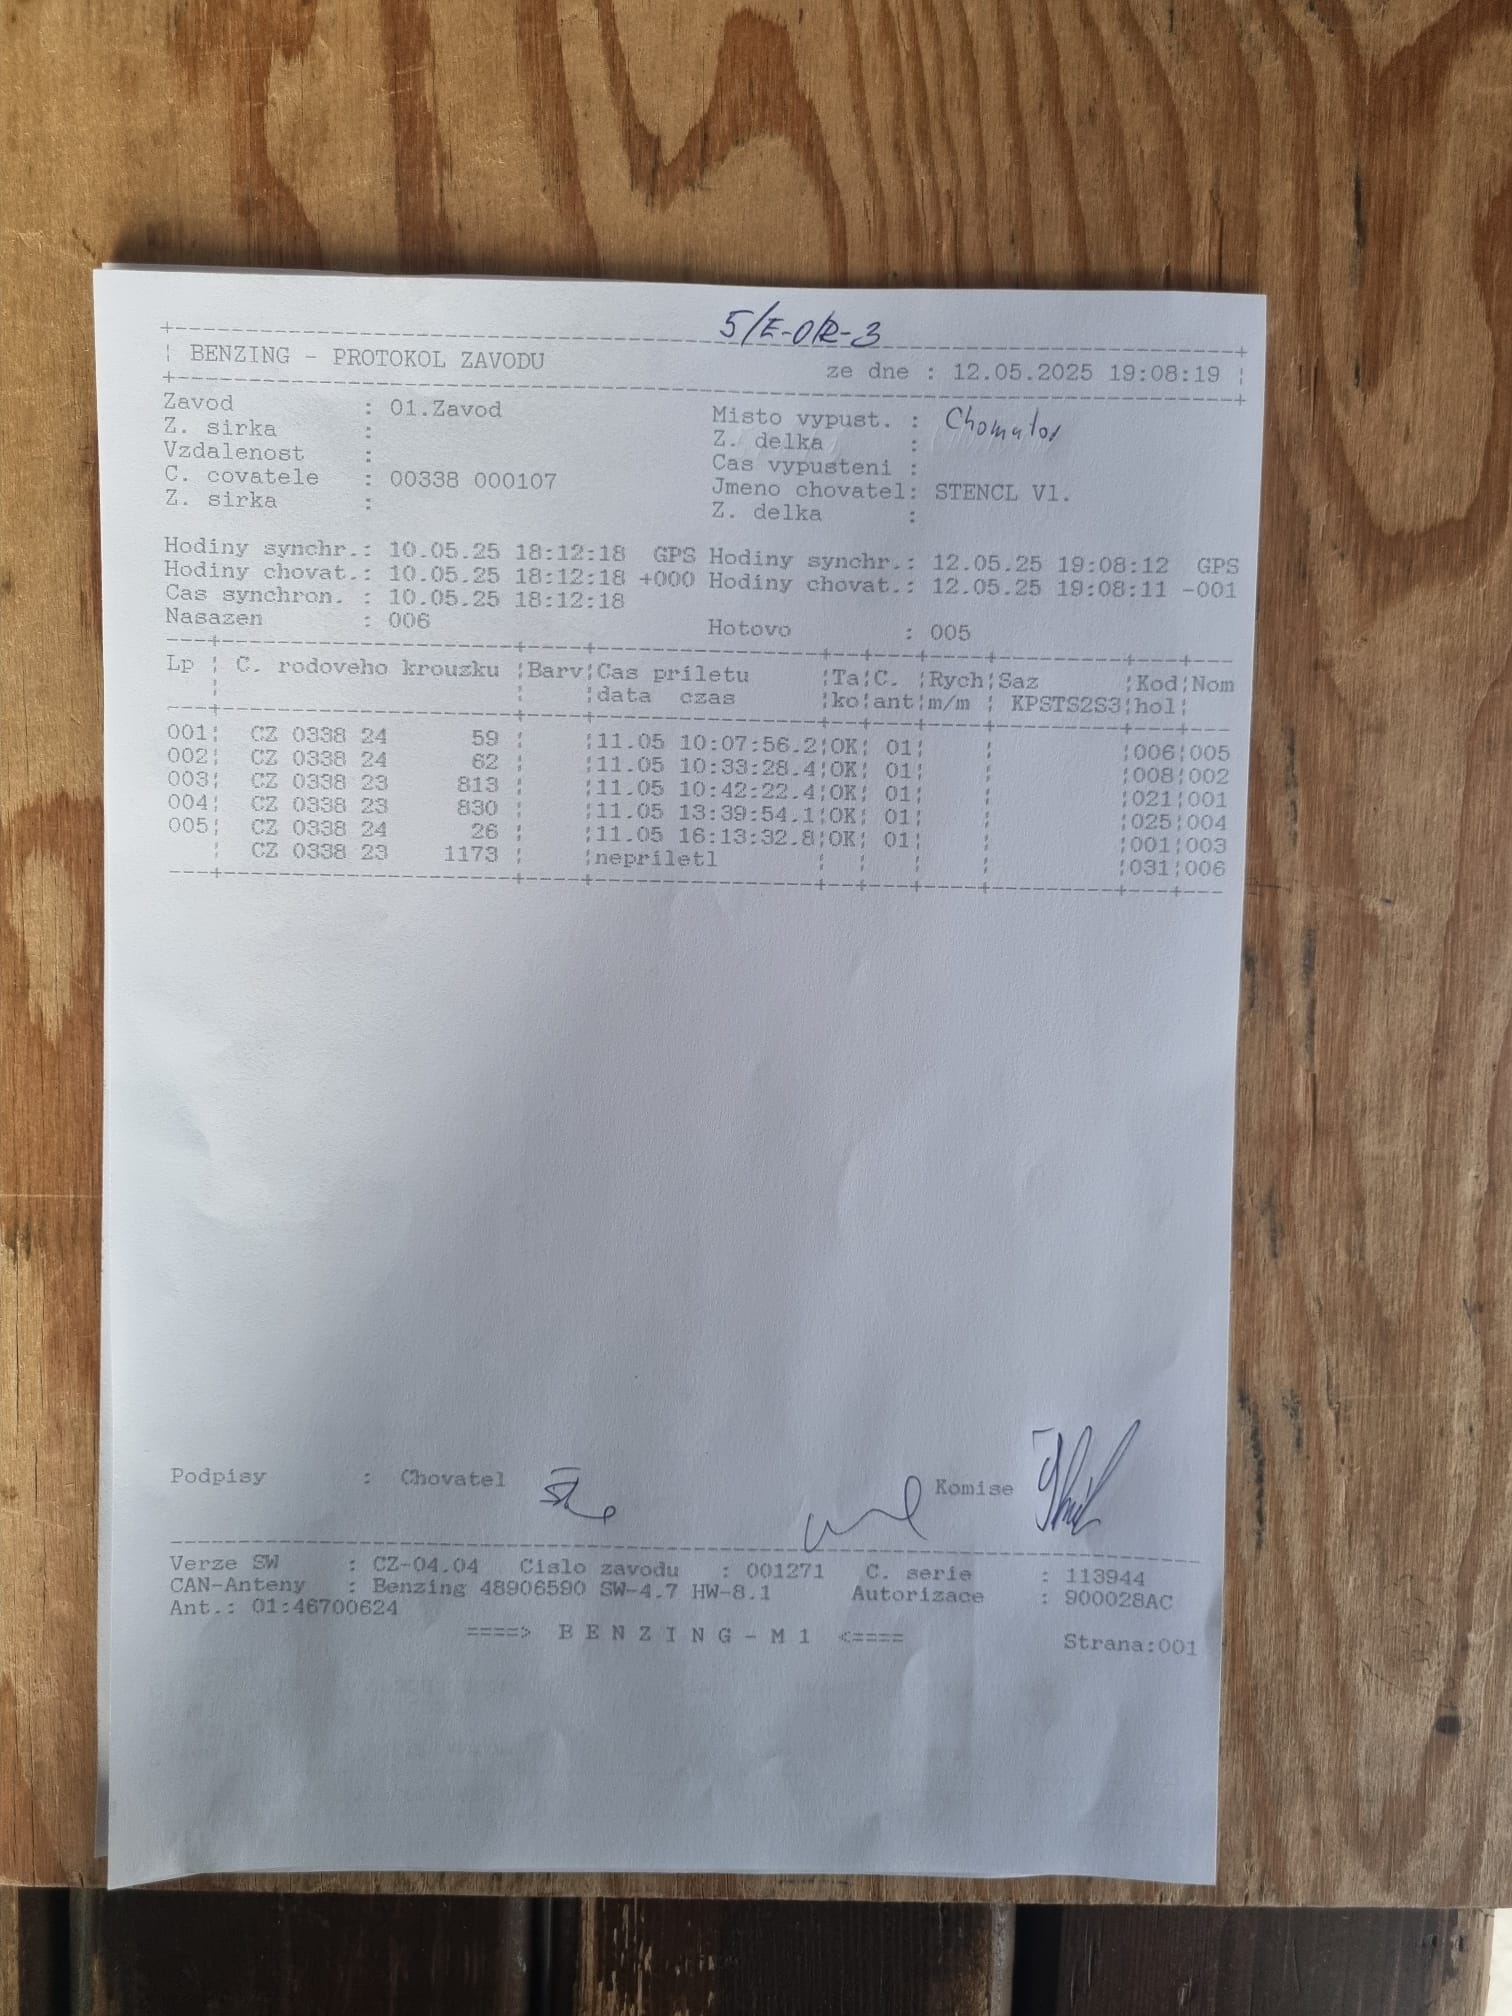 5/E-OR-3
BENZING - PROTOKOL ZAVODU ze dne : 12.05.2025 19:08:19
Zavod : 01.Zavod Misto vypust. :
Z. sirka : Z. delka :
Vzdalenost : Cas vypusteni :
C. covatele : 00338 000107 Jmeno chovatel: STENCL Vl.
Z. sirka : Z. delka :
Hodiny synchr.: 10.05.25 18:12:18 GPS Hodiny synchr.: 12.05.25 19:08:12 GPS
Hodiny chovat.: 10.05.25 18:12:18 +000 Hodiny chovat.: 12.05.25 19:08:11 -001
Cas synchron. : 10.05.25 18:12:18
Nasazen : 006 Hotovo : 005
Lp ¦ C. rodoveho krouzku ¦Barv¦Cas priletu ¦Ta¦C. ¦Rych¦Saz ¦Kod¦Nom
¦ ¦ ¦data czas ¦ko¦ant¦m/m ¦ KPSTS2S3¦hol¦
001¦ CZ 0338 24 59 ¦ ¦11.05 10:07:56.2¦OK¦ 01¦ ¦ ¦006¦005
002¦ CZ 0338 24 62 ¦ ¦11.05 10:33:28.4¦OK¦ 01¦ ¦ ¦008¦002
003¦ CZ 0338 23 813 ¦ ¦11.05 10:42:22.4¦OK¦ 01¦ ¦ ¦021¦001
004¦ CZ 0338 23 830 ¦ ¦11.05 13:39:54.1¦OK¦ 01¦ ¦ ¦025¦004
005¦ CZ 0338 24 26 ¦ ¦11.05 16:13:32.8¦OK¦ 01¦ ¦ ¦001¦003
¦ CZ 0338 23 1173 ¦ ¦nepriletl ¦ ¦ ¦ ¦ ¦031¦006
Podpisy : Chovatel Komise
Verze SW : CZ-04.04 Cislo zavodu : 001271 C. serie : 113944
CAN-Anteny : Benzing 48906590 SW-4.7 HW-8.1 Autorizace : 900028AC
Ant.: 01:46700624
====> B E N Z I N G - M 1 <==== Strana:001